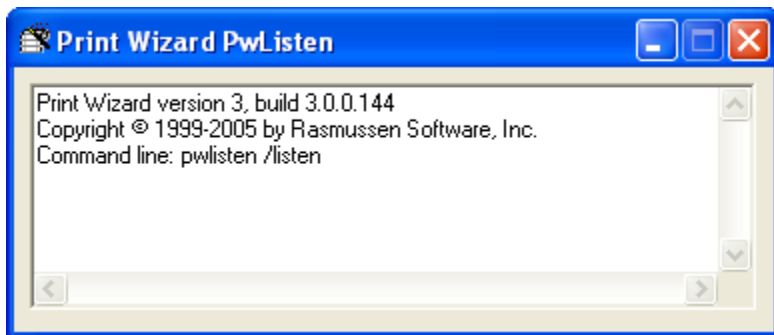 Print Wizard PwListen
Print Wizard version 3, build 3.0.0.144
Copyright © 1999-2005 by Rasmussen Software, Inc.
Command line: pwlisten /listen